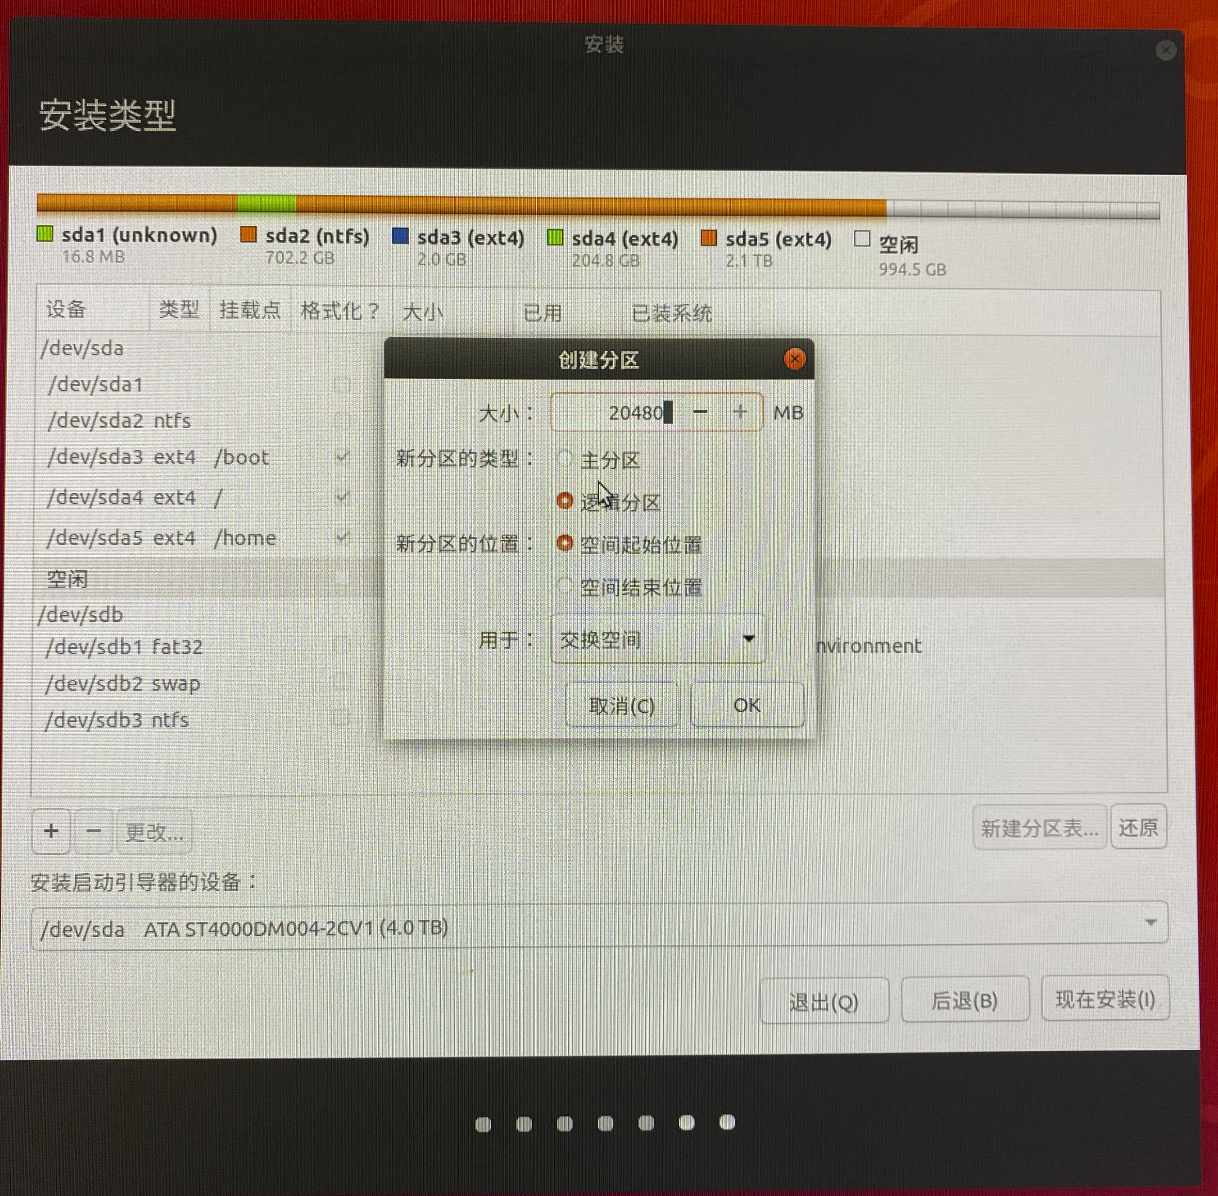 安装
安装类型
sda1 (unknown) sda2 (ntfs) sda3 (ext4) sda4 (ext4) sda5 (ext4) 空闲
16.8 MB 702.2 GB 2.0 GB 204.8 GB 2.1 TB 994.5 GB
设备 类型 挂载点 格式化？ 大小 已用 已装系统
/dev/sda
/dev/sda1
/dev/sda2 ntfs
/dev/sda3 ext4 /boot
/dev/sda4 ext4 /
/dev/sda5 ext4 /home
空闲
/dev/sdb
/dev/sdb1 fat32 nvironment
/dev/sdb2 swap
/dev/sdb3 ntfs
创建分区
大小： 20480 － + MB
新分区的类型： 主分区
逻辑分区
新分区的位置： 空间起始位置
空间结束位置
用于： 交换空间
取消(C) OK
+ － 更改... 新建分区表... 还原
安装启动引导器的设备：
/dev/sda ATA ST4000DM004-2CV1 (4.0 TB)
退出(Q) 后退(B) 现在安装(I)